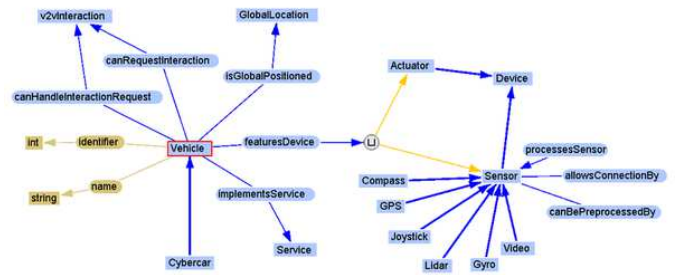 v2vInteraction
GlobalLocation
canRequestInteraction
isGlobalPositioned
canHandleInteractionRequest
Actuator
Device
int
Identifier
Vehicle
featuresDevice
⊔
processesSensor
Sensor
allowsConnectionBy
Compass
string
name
implementsService
GPS
canBePreprocessedBy
Joystick
Service
Video
Cybercar
Lidar
Gyro